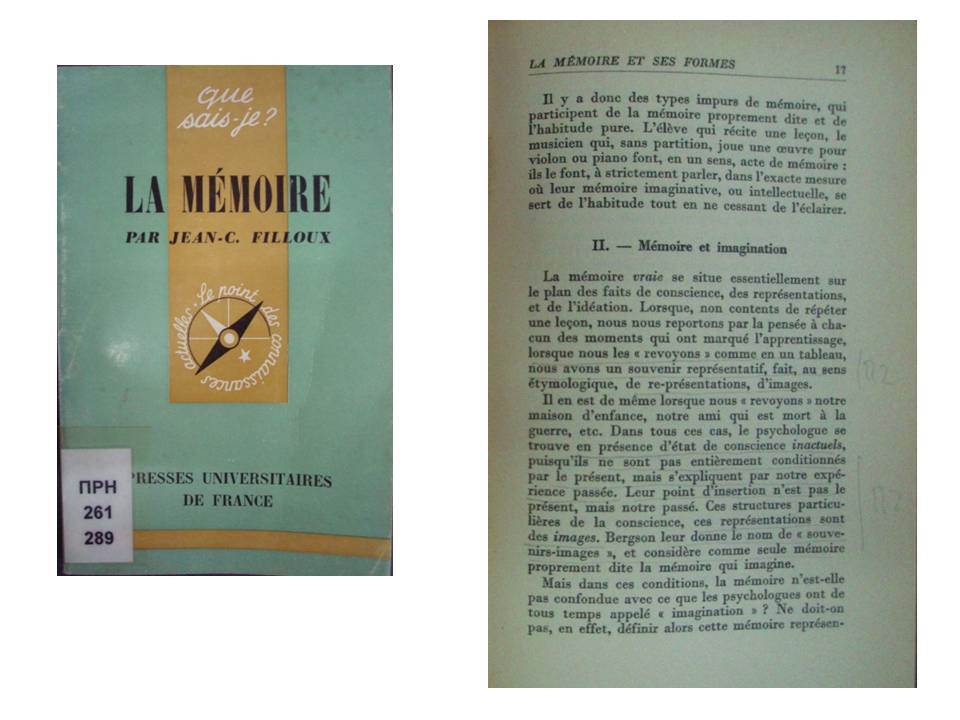 que
sais-je?
LA MÉMOIRE
PAR JEAN-C. FILLOUX
Le point des connaissances actuelles
PRESSES UNIVERSITAIRES
DE FRANCE
ПРН
261
289
LA MÉMOIRE ET SES FORMES 17
Il y a donc des types impurs de mémoire, qui
participent de la mémoire proprement dite et de
l'habitude pure. L'élève qui récite une leçon, le
musicien qui, sans partition, joue une œuvre pour
violon ou piano font, en un sens, acte de mémoire :
ils le font, à strictement parler, dans l'exacte mesure
où leur mémoire imaginative, ou intellectuelle, se
sert de l'habitude tout en ne cessant de l'éclairer.
II. — Mémoire et imagination
La mémoire vraie se situe essentiellement sur
le plan des faits de conscience, des représentations,
et de l'idéation. Lorsque, non contents de répéter
une leçon, nous nous reportons par la pensée à cha-
cun des moments qui ont marqué l'apprentissage,
lorsque nous les « revoyons » comme en un tableau,
nous avons un souvenir représentatif, fait, au sens
étymologique, de re-présentations, d'images.
Il en est de même lorsque nous « revoyons » notre
maison d'enfance, notre ami qui est mort à la
guerre, etc. Dans tous ces cas, le psychologue se
trouve en présence d'état de conscience inactuels,
puisqu'ils ne sont pas entièrement conditionnés
par le présent, mais s'expliquent par notre expé-
rience passée. Leur point d'insertion n'est pas le
présent, mais notre passé. Ces structures particu-
lières de la conscience, ces représentations sont
des images. Bergson leur donne le nom de « souve-
nirs-images », et considère comme seule mémoire
proprement dite la mémoire qui imagine.
Mais dans ces conditions, la mémoire n'est-elle
pas confondue avec ce que les psychologues ont de
tous temps appelé « imagination » ? Ne doit-on
pas, en effet, définir alors cette mémoire représen-